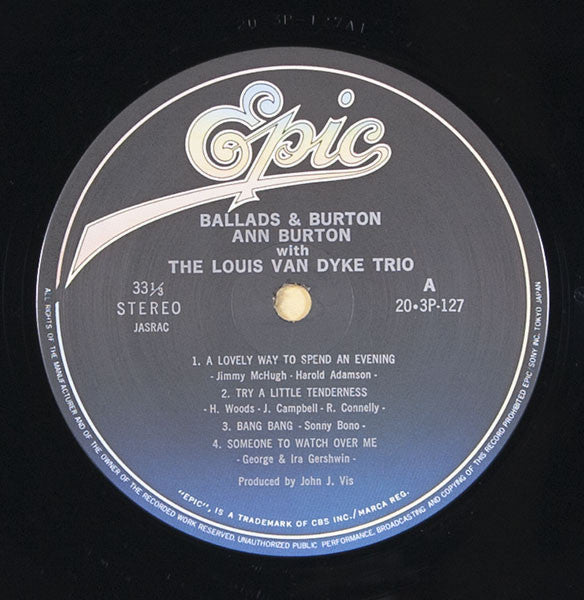 20-3P-127A1
Epic
BALLADS & BURTON
ANN BURTON
with
THE LOUIS VAN DYKE TRIO
33⅓
STEREO
JASRAC
A
20•3P-127
1. A LOVELY WAY TO SPEND AN EVENING
- Jimmy McHugh - Harold Adamson -
2. TRY A LITTLE TENDERNESS
- H. Woods - J. Campbell - R. Connelly -
3. BANG BANG - Sonny Bono -
4. SOMEONE TO WATCH OVER ME
- George & Ira Gershwin -
Produced by John J. Vis
"EPIC", IS A TRADEMARK OF CBS INC./MARCA REG.
ALL RIGHTS OF THE MANUFACTURER AND OF THE OWNER OF THE RECORDED WORK RESERVED. UNAUTHORIZED PUBLIC PERFORMANCE, BROADCASTING AND COPYING OF THIS RECORD PROHIBITED EPIC/SONY INC. TOKYO JAPAN